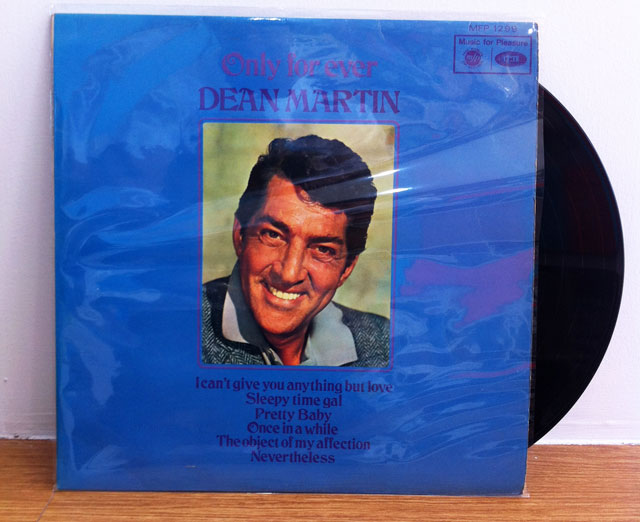 MFP 1290
Music for Pleasure
Only for ever
DEAN MARTIN
I can't give you anything but love
Sleepy time gal
Pretty Baby
Once in a while
The object of my affection
Nevertheless